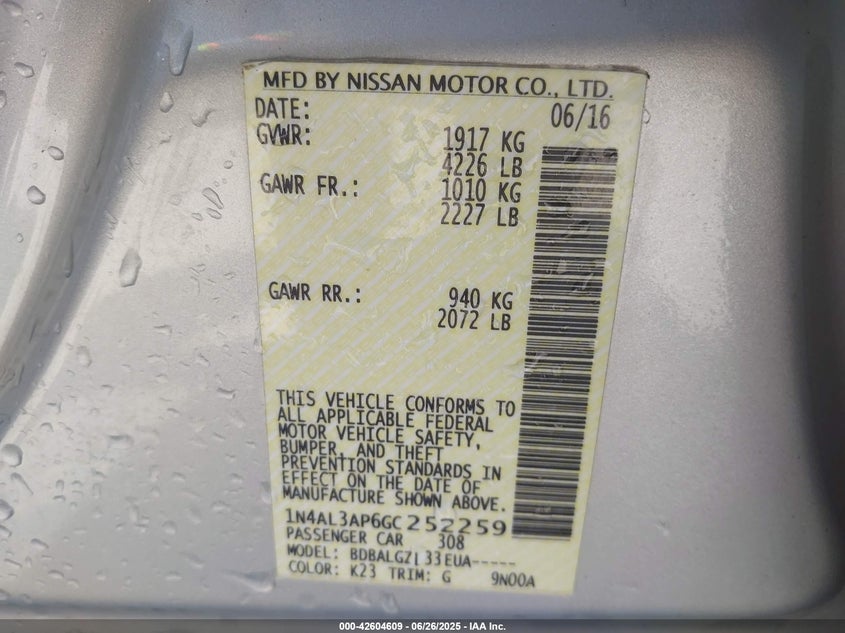 MFD BY NISSAN MOTOR CO., LTD.
DATE: 06/16
GVWR: 1917 KG
4226 LB
GAWR FR.: 1010 KG
2227 LB
GAWR RR.: 940 KG
2072 LB
THIS VEHICLE CONFORMS TO
ALL APPLICABLE FEDERAL
MOTOR VEHICLE SAFETY,
BUMPER, AND THEFT
PREVENTION STANDARDS IN
EFFECT ON THE DATE OF
MANUFACTURE SHOWN ABOVE.
1N4AL3AP6GC252259
PASSENGER CAR 308
MODEL: BDBALGZL33EUA-----
COLOR: K23 TRIM: G 9N00A
000-42604609 - 06/26/2025 - IAA Inc.